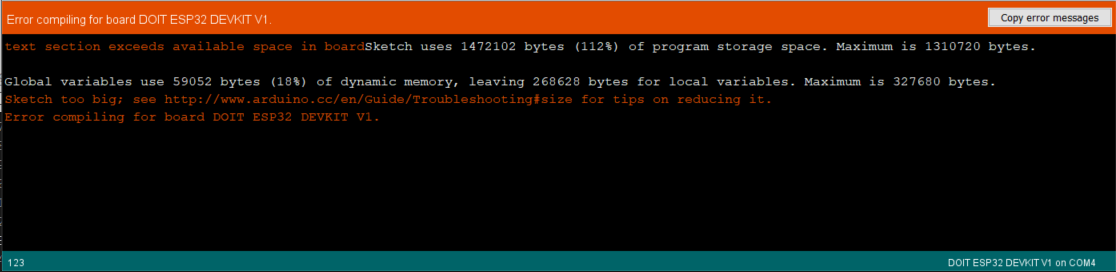 Error compiling for board DOIT ESP32 DEVKIT V1.
Copy error messages
text section exceeds available space in boardSketch uses 1472102 bytes (112%) of program storage space. Maximum is 1310720 bytes.
Global variables use 59052 bytes (18%) of dynamic memory, leaving 268628 bytes for local variables. Maximum is 327680 bytes.
Sketch too big; see http://www.arduino.cc/en/Guide/Troubleshooting#size for tips on reducing it.
Error compiling for board DOIT ESP32 DEVKIT V1.
123
DOIT ESP32 DEVKIT V1 on COM4